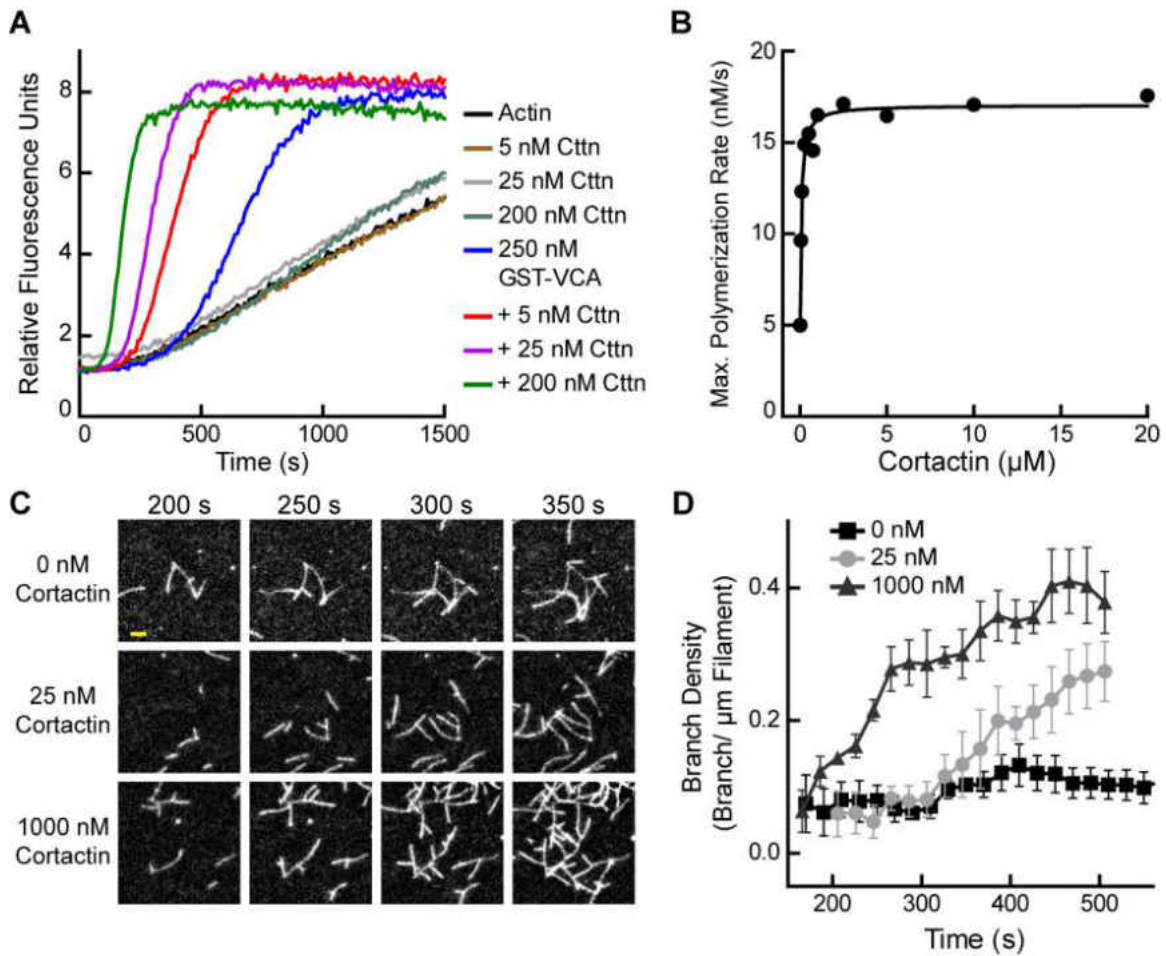 A
Relative Fluorescence Units
8
6
4
2
0
0 500 1000 1500
Time (s)
Actin
5 nM Cttn
25 nM Cttn
200 nM Cttn
250 nM
GST-VCA
+ 5 nM Cttn
+ 25 nM Cttn
+ 200 nM Cttn
B
Max. Polymerization Rate (nM/s)
20
15
10
5
0
0 5 10 15 20
Cortactin (µM)
C
200 s 250 s 300 s 350 s
0 nM
Cortactin
25 nM
Cortactin
1000 nM
Cortactin
D
0 nM
25 nM
1000 nM
Branch Density
(Branch/ µm Filament)
0.4
0.2
0.0
200 300 400 500
Time (s)